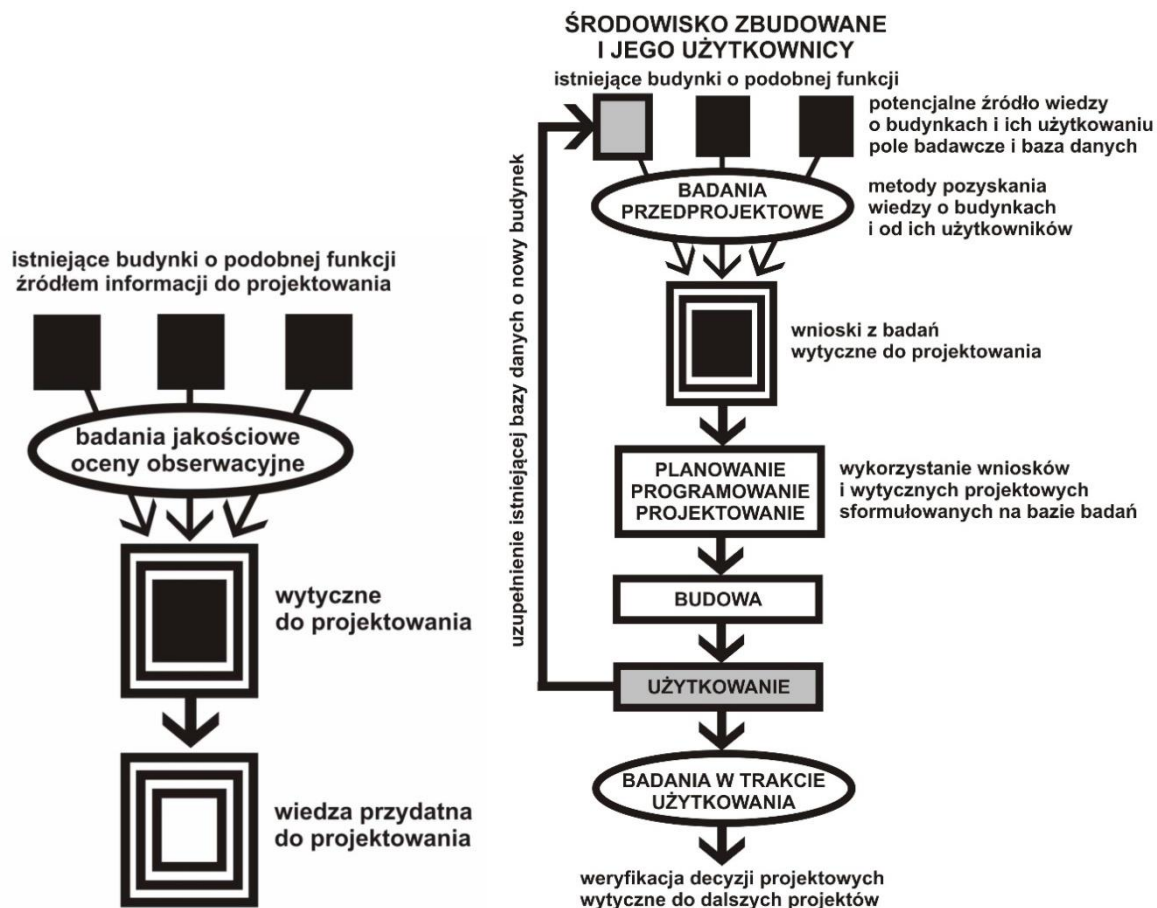 istniejące budynki o podobnej funkcji
źródłem informacji do projektowania
badania jakościowe
oceny obserwacyjne
wytyczne
do projektowania
wiedza przydatna
do projektowania
ŚRODOWISKO ZBUDOWANE
I JEGO UŻYTKOWNICY
istniejące budynki o podobnej funkcji
potencjalne źródło wiedzy
o budynkach i ich użytkowaniu
pole badawcze i baza danych
BADANIA
PRZEDPROJEKTOWE
metody pozyskania
wiedzy o budynkach
i od ich użytkowników
wnioski z badań
wytyczne do projektowania
PLANOWANIE
PROGRAMOWANIE
PROJEKTOWANIE
wykorzystanie wniosków
i wytycznych projektowych
sformułowanych na bazie badań
BUDOWA
UŻYTKOWANIE
uzupełnienie istniejącej bazy danych o nowy budynek
BADANIA W TRAKCIE
UŻYTKOWANIA
weryfikacja decyzji projektowych
wytyczne do dalszych projektów